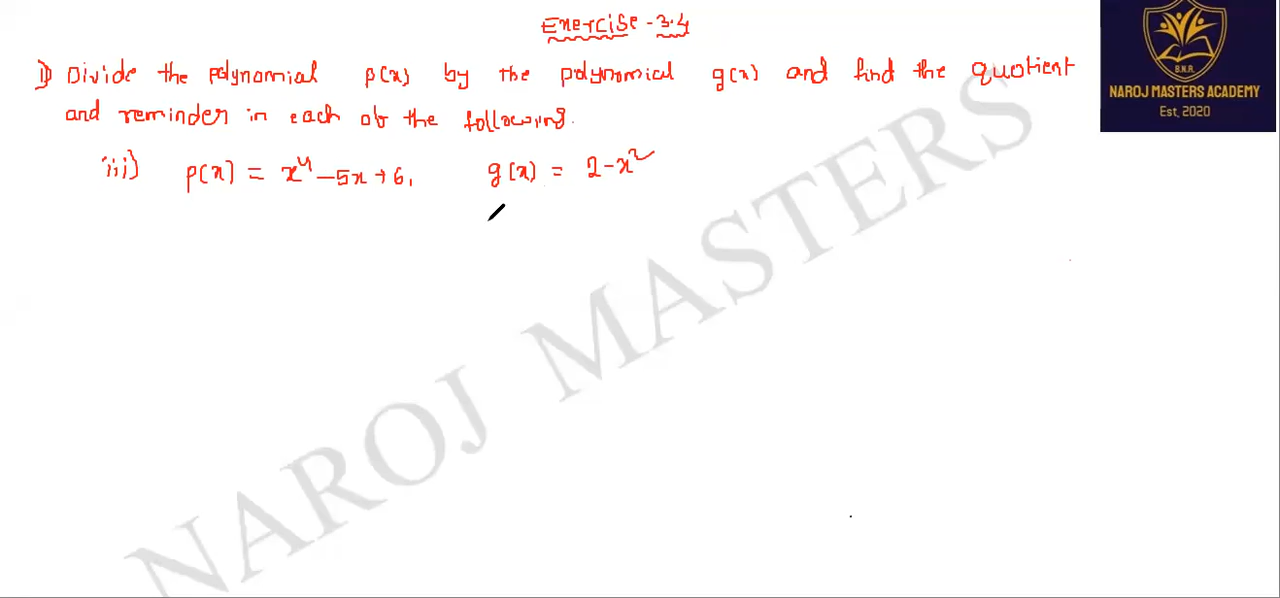 Exercise - 3.4
1) Divide the polynomial p(x) by the polynomial g(x) and find the quotient
and reminder in each of the following.
iii) p(x) = x⁴ - 5x + 6, g(x) = 2 - x²
B.N.R.
NAROJ MASTERS ACADEMY
Est, 2020
NAROJ MASTERS